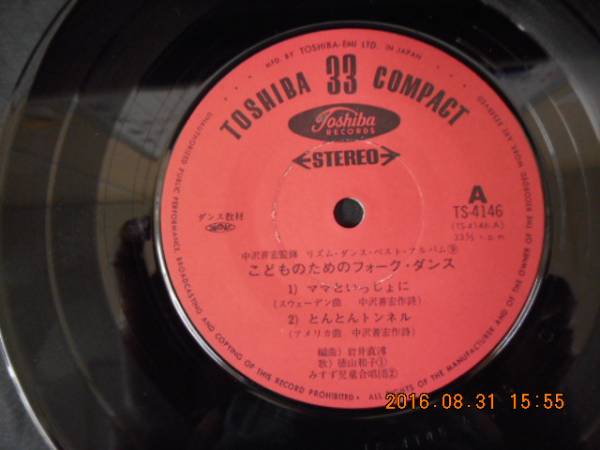 MFG. BY TOSHIBA-EMI LTD. IN JAPAN
TOSHIBA 33 COMPACT
Toshiba
RECORDS
STEREO
A
TS-4146
(TS-4146-A)
33⅓ r.p.m
ダンス教材
中沢善宏監修 リズム・ダンス・ベスト・アルバム⑨
こどものためのフォーク・ダンス
1) ママといっしょに
(スウェーデン曲 中沢善宏作詩)
2) とんとんトンネル
(アメリカ曲 中沢善宏作詩)
編曲) 岩井直溥
歌) 徳山和子①
みすず児童合唱団②
ALL RIGHTS OF THE MANUFACTURER AND OF THE OWNER OF THE RECORDED WORK RESERVED
UNAUTHORIZED PUBLIC PERFORMANCE, BROADCASTING AND COPYING OF THIS RECORD PROHIBITED
2016.08.31 15:55